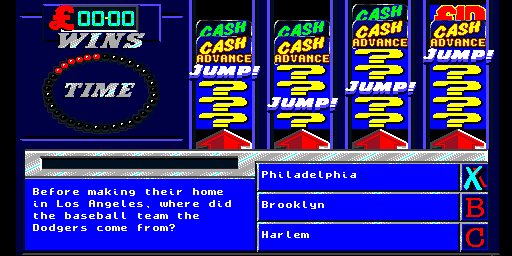 £00:00
WINS
TIME
CASH
CASH
ADVANCE
JUMP!
?
?
?
CASH
CASH
ADVANCE
?
?
JUMP!
?
CASH
CASH
ADVANCE
?
JUMP!
?
?
£10
CASH
ADVANCE
JUMP!
?
?
?
Before making their home
in Los Angeles, where did
the baseball team the
Dodgers come from?
Philadelphia
X
Brooklyn
B
Harlem
C